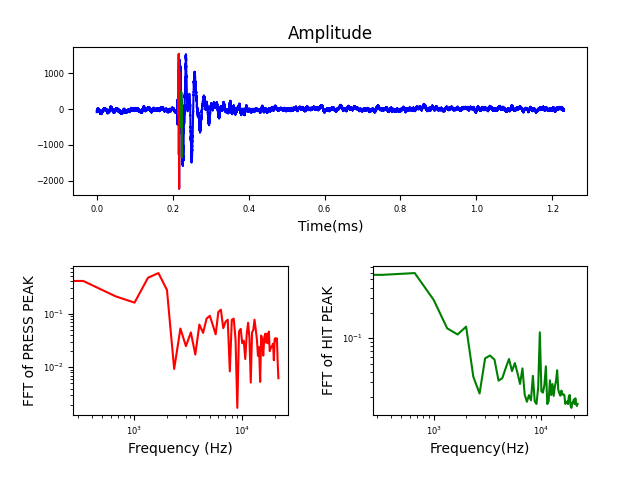 Amplitude
1000
0
−1000
−2000
0.0 0.2 0.4 0.6 0.8 1.0 1.2
Time(ms)
FFT of PRESS PEAK
10⁻¹
10⁻²
10³ 10⁴
Frequency (Hz)
FFT of HIT PEAK
10⁻¹
10³ 10⁴
Frequency(Hz)